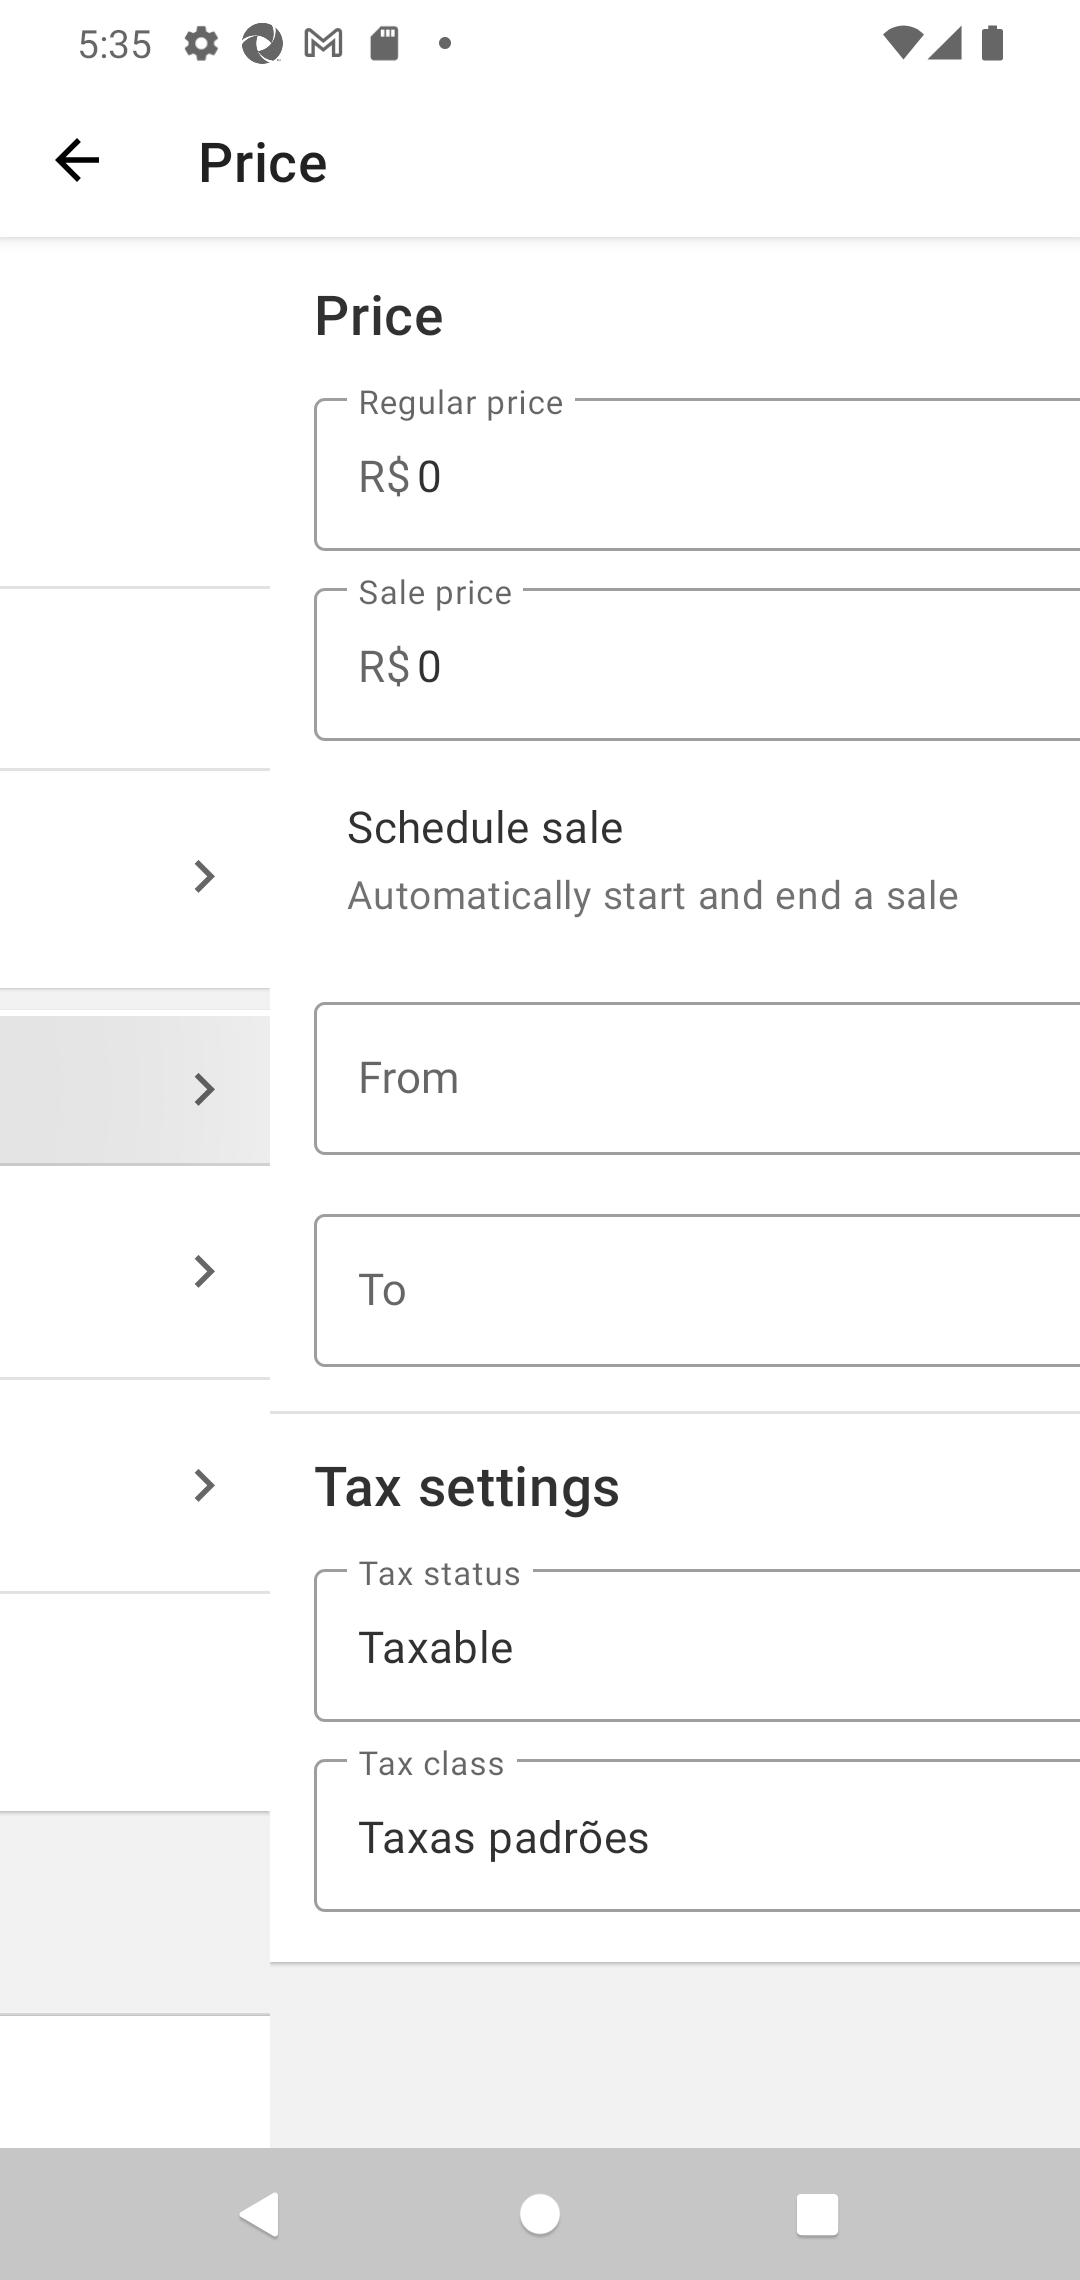 5:35
Price
Price
Regular price
R$ 0
Sale price
R$ 0
Schedule sale
Automatically start and end a sale
From
To
Tax settings
Tax status
Taxable
Tax class
Taxas padrões